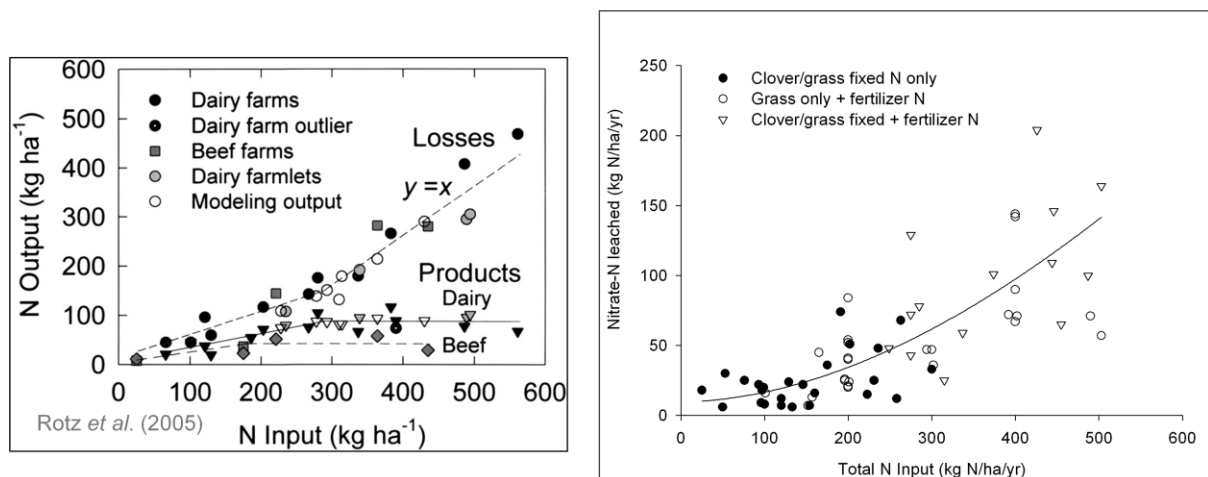 600
500
400
300
200
100
0
N Output (kg ha⁻¹)
Dairy farms
Dairy farm outlier
Beef farms
Dairy farmlets
Modeling output
Losses
y =x
Products
Dairy
Beef
0 100 200 300 400 500 600
N Input (kg ha⁻¹)
Rotz et al. (2005)
250
200
150
100
50
0
Nitrate-N leached (kg N/ha/yr)
Clover/grass fixed N only
Grass only + fertilizer N
Clover/grass fixed + fertilizer N
0 100 200 300 400 500 600
Total N Input (kg N/ha/yr)